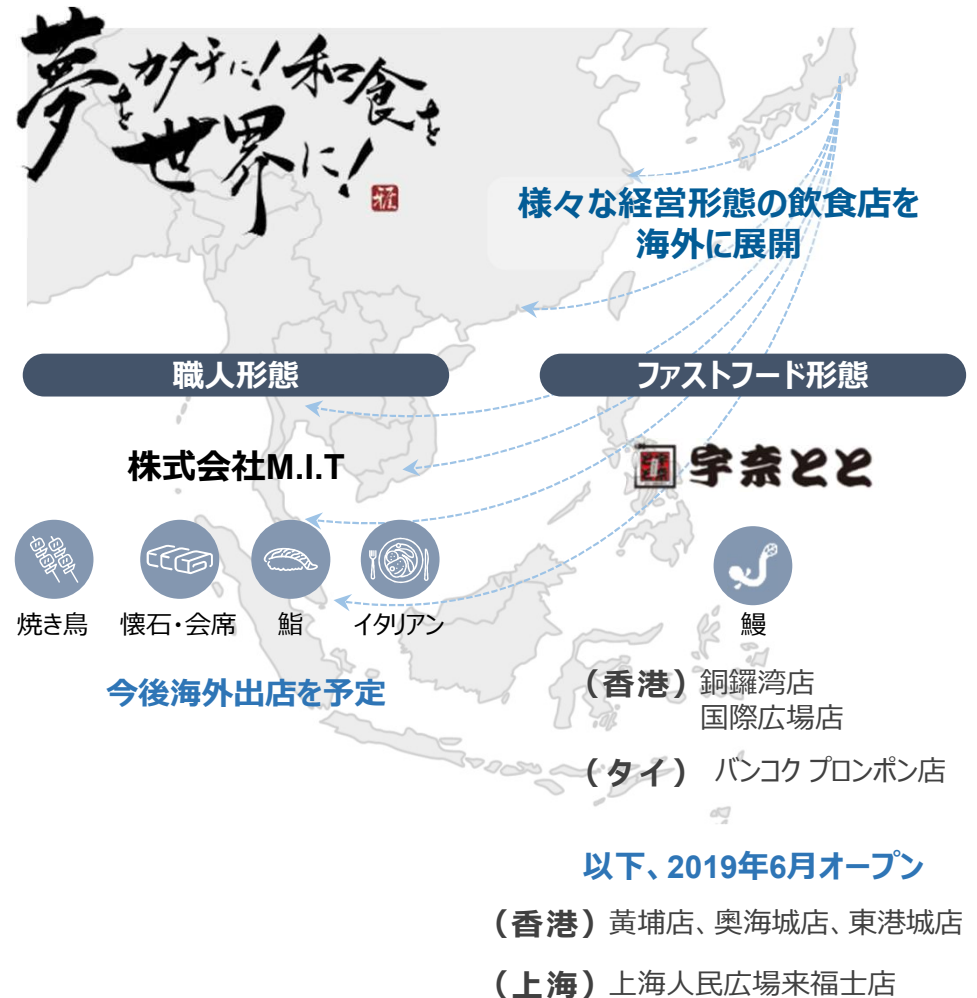 夢をカタチに!和食を
世界に!
様々な経営形態の飲食店を
海外に展開
職人形態
株式会社M.I.T
焼き鳥
懐石・会席
鮨
イタリアン
今後海外出店を予定
ファストフード形態
宇奈とと
鰻
(香港) 銅鑼湾店
国際広場店
(タイ) バンコク プロンポン店
以下、2019年6月オープン
(香港) 黃埔店、奧海城店、東港城店
(上海) 上海人民広場来福士店